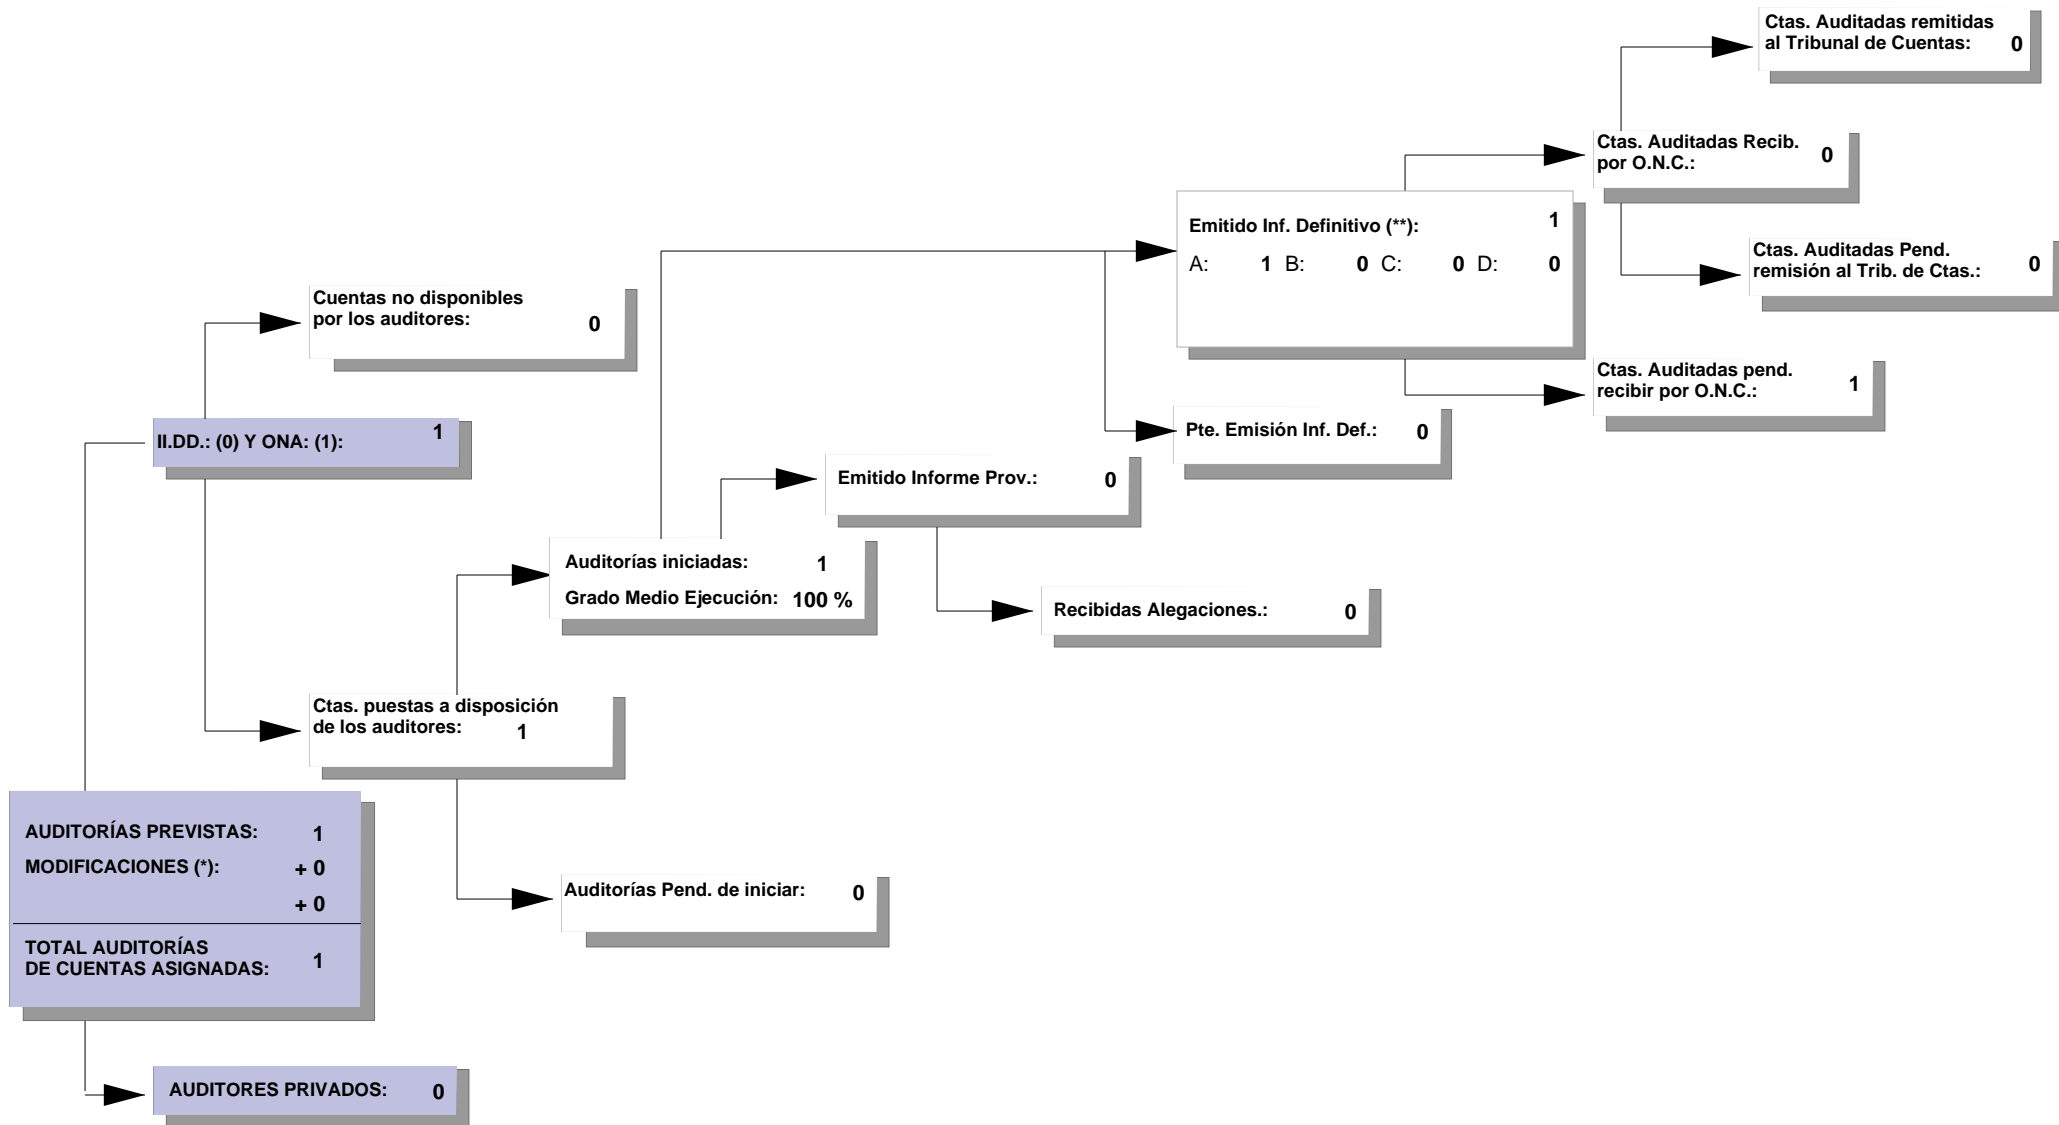 Ctas. Auditadas remitidas
al Tribunal de Cuentas: 0
Ctas. Auditadas Recib.
por O.N.C.: 0
Emitido Inf. Definitivo (**): 1
A: 1 B: 0 C: 0 D: 0
Ctas. Auditadas Pend.
remisión al Trib. de Ctas.: 0
Cuentas no disponibles
por los auditores: 0
Ctas. Auditadas pend.
recibir por O.N.C.: 1
II.DD.: (0) Y ONA: (1): 1
Pte. Emisión Inf. Def.: 0
Emitido Informe Prov.: 0
Auditorías iniciadas: 1
Grado Medio Ejecución: 100 %
Recibidas Alegaciones.: 0
Ctas. puestas a disposición
de los auditores: 1
AUDITORÍAS PREVISTAS: 1
MODIFICACIONES (*): + 0
+ 0
TOTAL AUDITORÍAS
DE CUENTAS ASIGNADAS: 1
Auditorías Pend. de iniciar: 0
AUDITORES PRIVADOS: 0